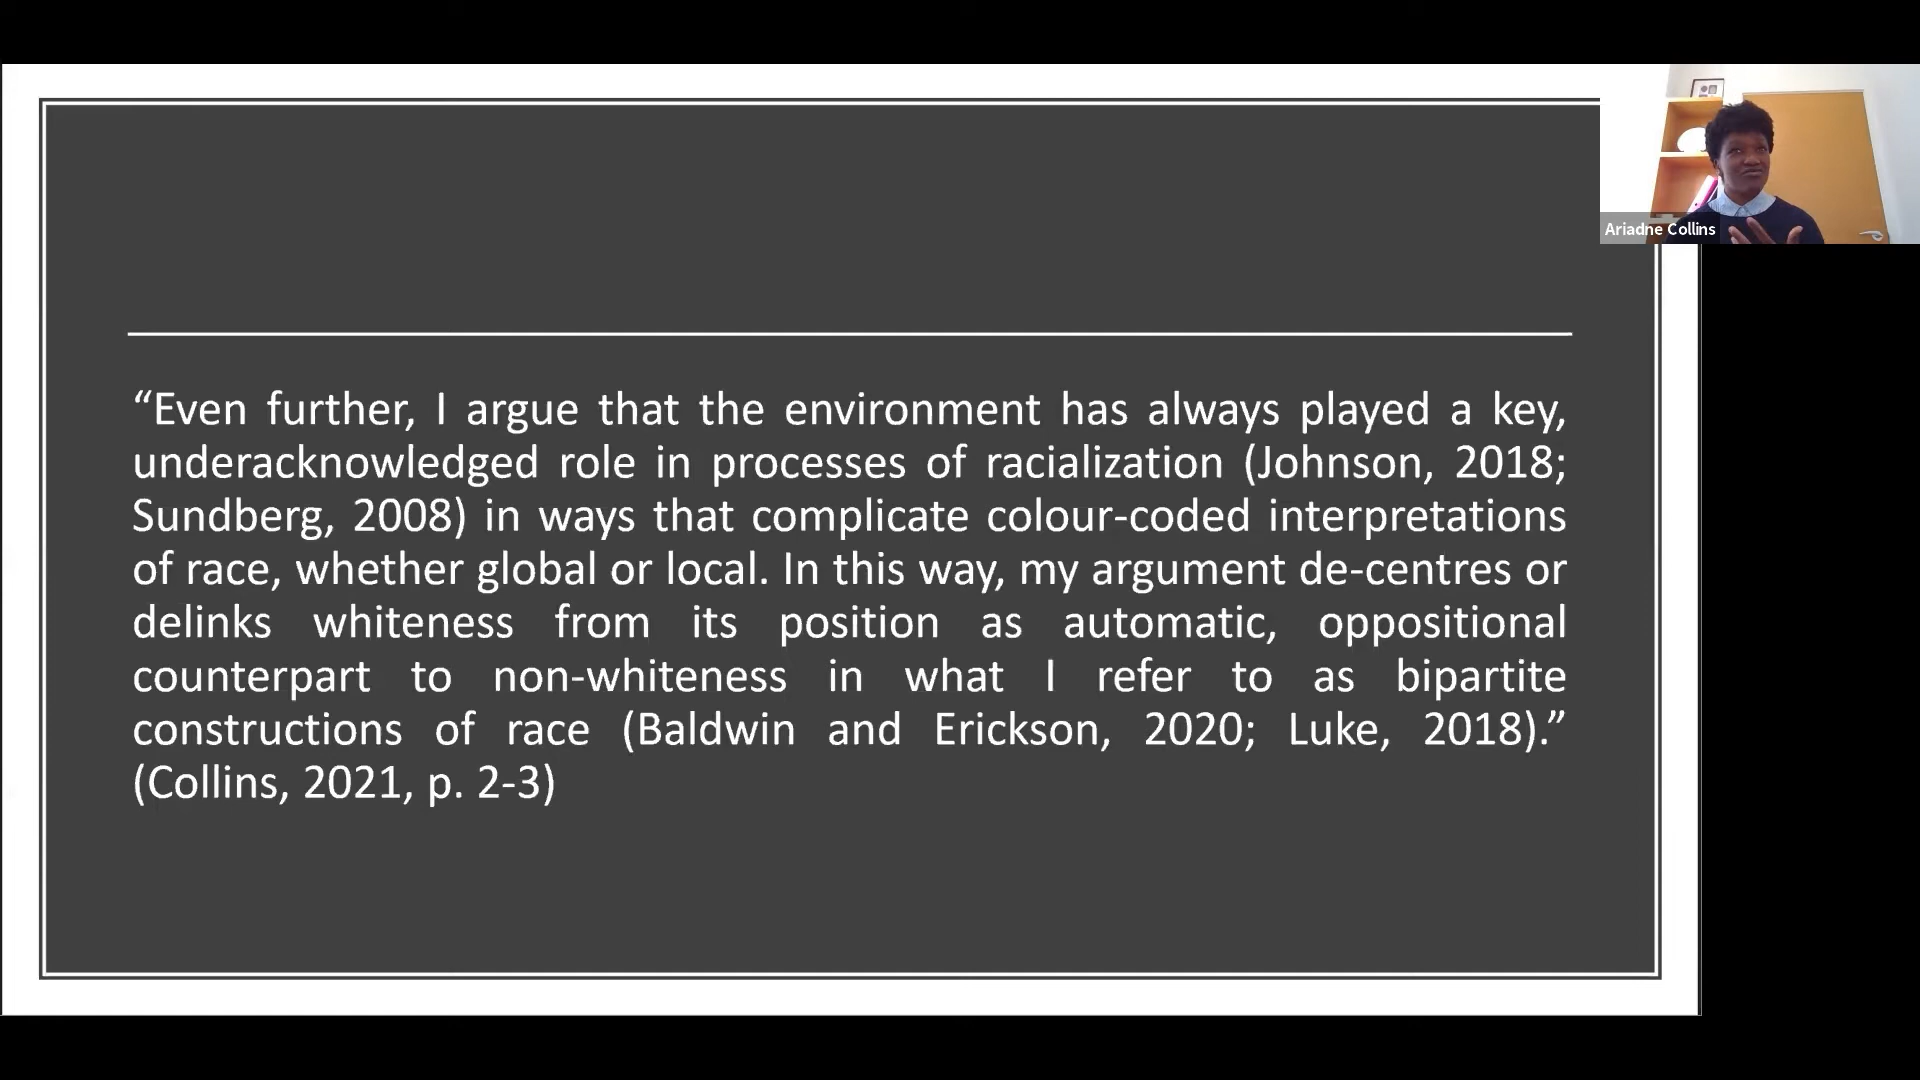 Ariadne Collins
“Even further, I argue that the environment has always played a key,
underacknowledged role in processes of racialization (Johnson, 2018;
Sundberg, 2008) in ways that complicate colour-coded interpretations
of race, whether global or local. In this way, my argument de-centres or
delinks whiteness from its position as automatic, oppositional
counterpart to non-whiteness in what I refer to as bipartite
constructions of race (Baldwin and Erickson, 2020; Luke, 2018).”
(Collins, 2021, p. 2-3)